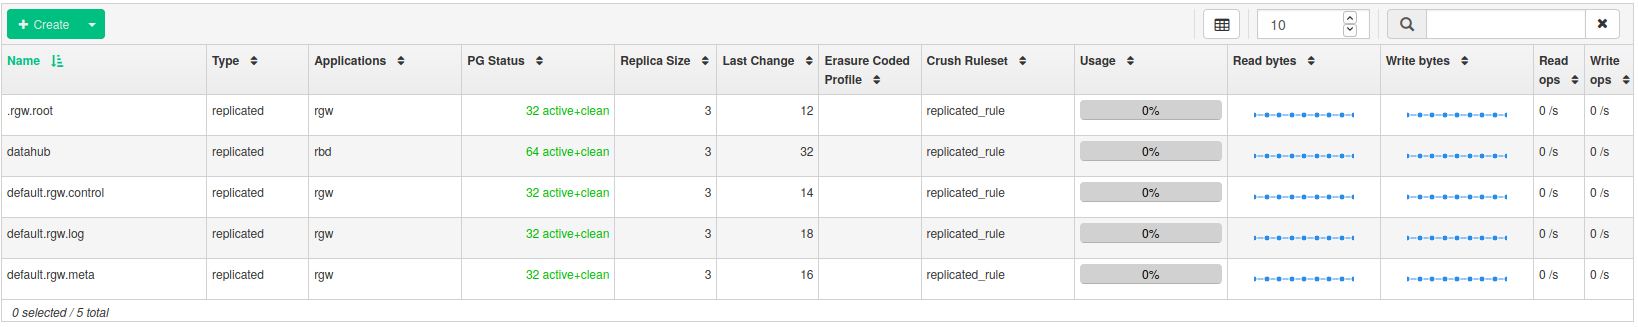 Create
10
Name Type Applications PG Status Replica Size Last Change Erasure Coded Profile Crush Ruleset Usage Read bytes Write bytes Read ops Write ops
.rgw.root replicated rgw 32 active+clean 3 12 replicated_rule 0% 0 /s 0 /s
datahub replicated rbd 64 active+clean 3 32 replicated_rule 0% 0 /s 0 /s
default.rgw.control replicated rgw 32 active+clean 3 14 replicated_rule 0% 0 /s 0 /s
default.rgw.log replicated rgw 32 active+clean 3 18 replicated_rule 0% 0 /s 0 /s
default.rgw.meta replicated rgw 32 active+clean 3 16 replicated_rule 0% 0 /s 0 /s
0 selected / 5 total